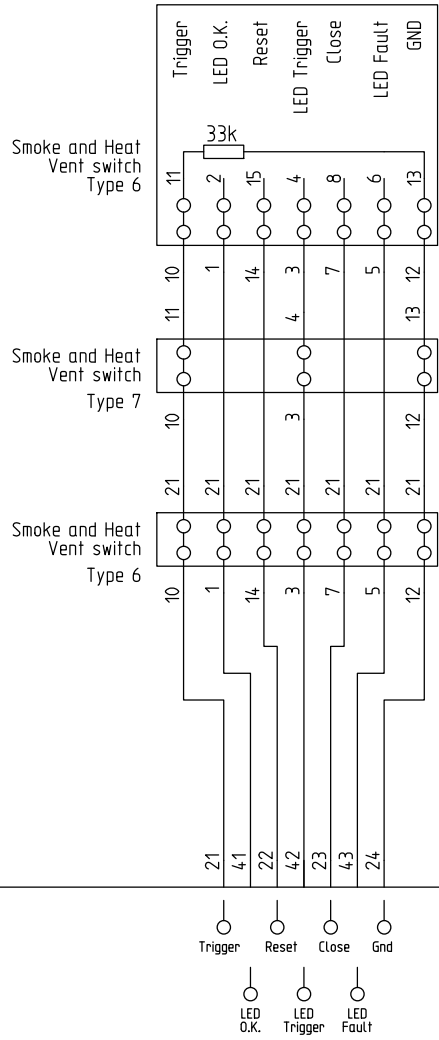 Trigger
LED O.K.
Reset
LED Trigger
Close
LED Fault
GND
33k
Smoke and Heat
Vent switch
Type 6
11
2
15
4
8
6
13
10
1
14
3
7
5
12
11
4
13
Smoke and Heat
Vent switch
Type 7
10
3
12
21
21
21
21
21
21
21
Smoke and Heat
Vent switch
Type 6
10
1
14
3
7
5
12
21
41
22
42
23
43
24
Trigger
Reset
Close
Gnd
LED
O.K.
LED
Trigger
LED
Fault